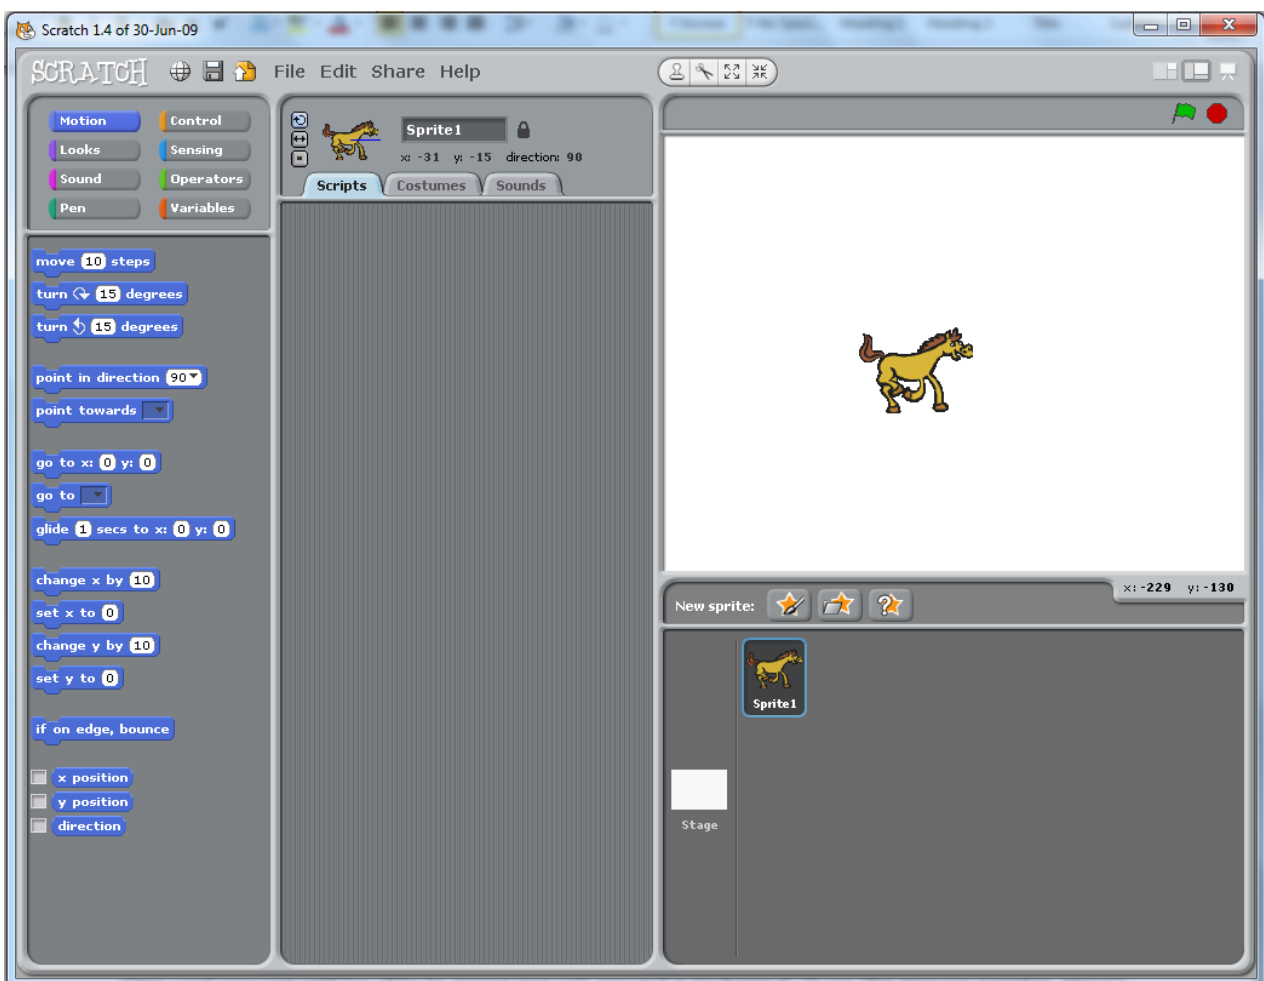 Scratch 1.4 of 30-Jun-09
SCRATCH File Edit Share Help
Motion Control
Looks Sensing
Sound Operators
Pen Variables
move 10 steps
turn 15 degrees
turn 15 degrees
point in direction 90
point towards
go to x: 0 y: 0
go to
glide 1 secs to x: 0 y: 0
change x by 10
set x to 0
change y by 10
set y to 0
if on edge, bounce
x position
y position
direction
Sprite1
x: -31 y: -15 direction: 90
Scripts Costumes Sounds
x: -229 y: -130
New sprite:
Sprite1
Stage